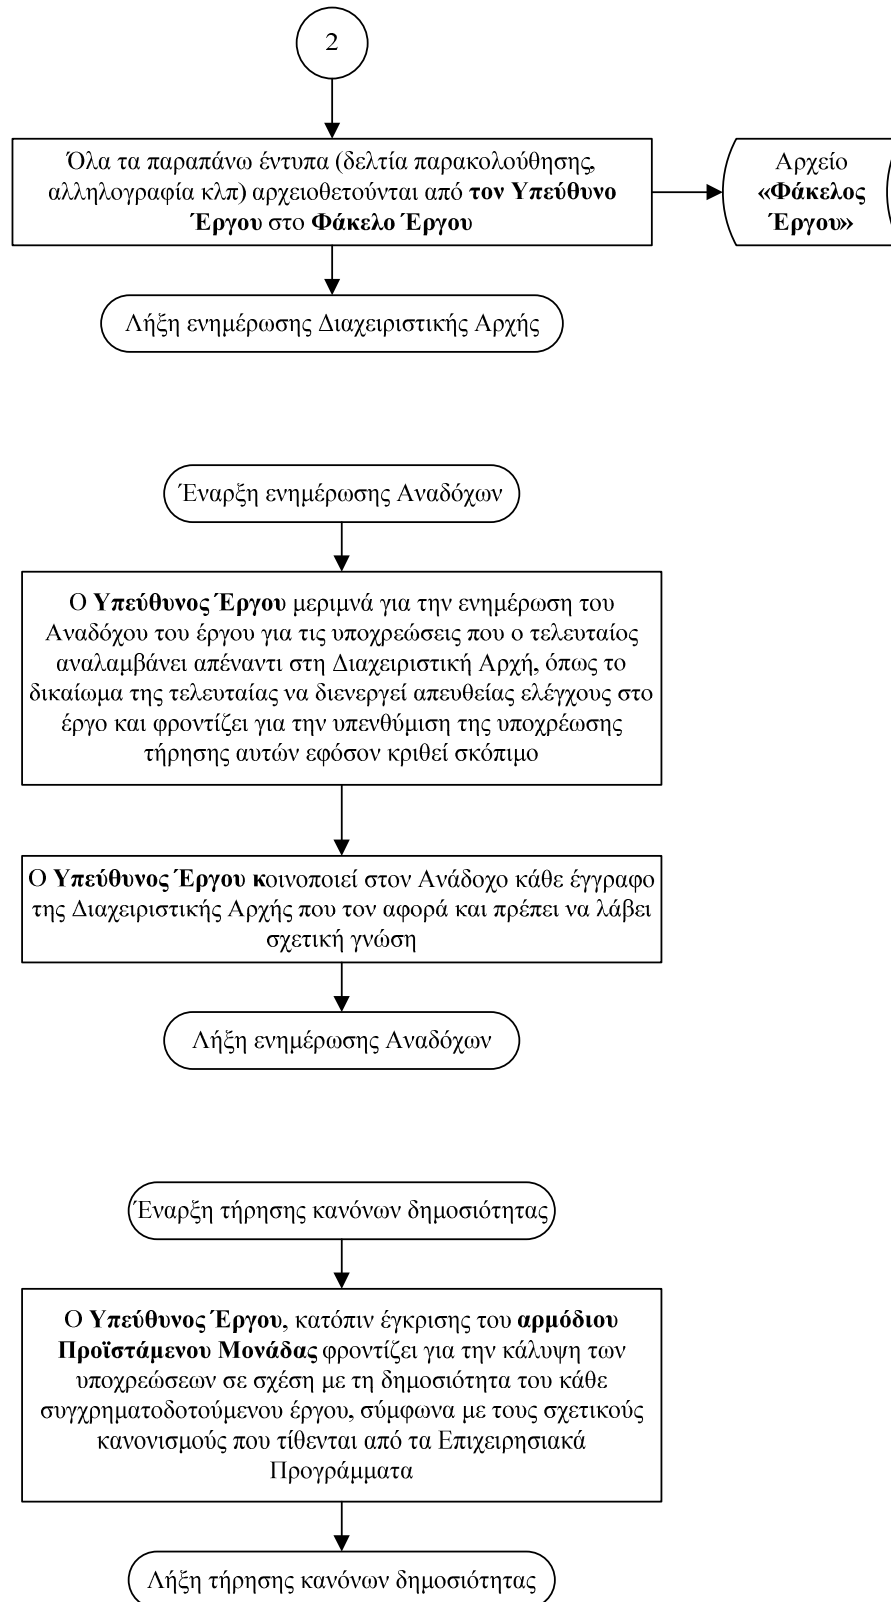 2
Όλα τα παραπάνω έντυπα (δελτία παρακολούθησης,
αλληλογραφία κλπ) αρχειοθετούνται από τον Υπεύθυνο
Έργου στο Φάκελο Έργου
Αρχείο
«Φάκελος
Έργου»
Λήξη ενημέρωσης Διαχειριστικής Αρχής
Έναρξη ενημέρωσης Αναδόχων
Ο Υπεύθυνος Έργου μεριμνά για την ενημέρωση του
Αναδόχου του έργου για τις υποχρεώσεις που ο τελευταίος
αναλαμβάνει απέναντι στη Διαχειριστική Αρχή, όπως το
δικαίωμα της τελευταίας να διενεργεί απευθείας ελέγχους στο
έργο και φροντίζει για την υπενθύμιση της υποχρέωσης
τήρησης αυτών εφόσον κριθεί σκόπιμο
Ο Υπεύθυνος Έργου κοινοποιεί στον Ανάδοχο κάθε έγγραφο
της Διαχειριστικής Αρχής που τον αφορά και πρέπει να λάβει
σχετική γνώση
Λήξη ενημέρωσης Αναδόχων
Έναρξη τήρησης κανόνων δημοσιότητας
Ο Υπεύθυνος Έργου, κατόπιν έγκρισης του αρμόδιου
Προϊστάμενου Μονάδας φροντίζει για την κάλυψη των
υποχρεώσεων σε σχέση με τη δημοσιότητα του κάθε
συγχρηματοδοτούμενου έργου, σύμφωνα με τους σχετικούς
κανονισμούς που τίθενται από τα Επιχειρησιακά
Προγράμματα
Λήξη τήρησης κανόνων δημοσιότητας